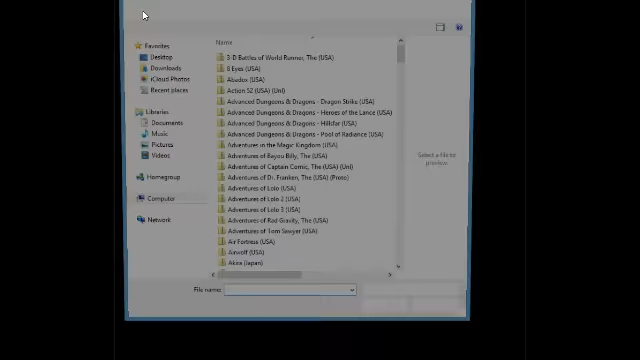 Name
Favorites
Desktop
Downloads
iCloud Photos
Recent places
Libraries
Documents
Music
Pictures
Videos
Homegroup
Computer
Network
3-D Battles of World Runner, The (USA)
8 Eyes (USA)
Abadox (USA)
Action 52 (USA) (Unl)
Advanced Dungeons & Dragons - Dragon Strike (USA)
Advanced Dungeons & Dragons - Heroes of the Lance (USA)
Advanced Dungeons & Dragons - Hillsfar (USA)
Advanced Dungeons & Dragons - Pool of Radiance (USA)
Adventures in the Magic Kingdom (USA)
Adventures of Bayou Billy, The (USA)
Adventures of Captain Comic, The (USA) (Unl)
Adventures of Dr. Franken, The (USA) (Proto)
Adventures of Lolo (USA)
Adventures of Lolo 2 (USA)
Adventures of Lolo 3 (USA)
Adventures of Rad Gravity, The (USA)
Adventures of Tom Sawyer (USA)
Air Fortress (USA)
Airwolf (USA)
Akira (Japan)
Select a file to
preview.
File name: